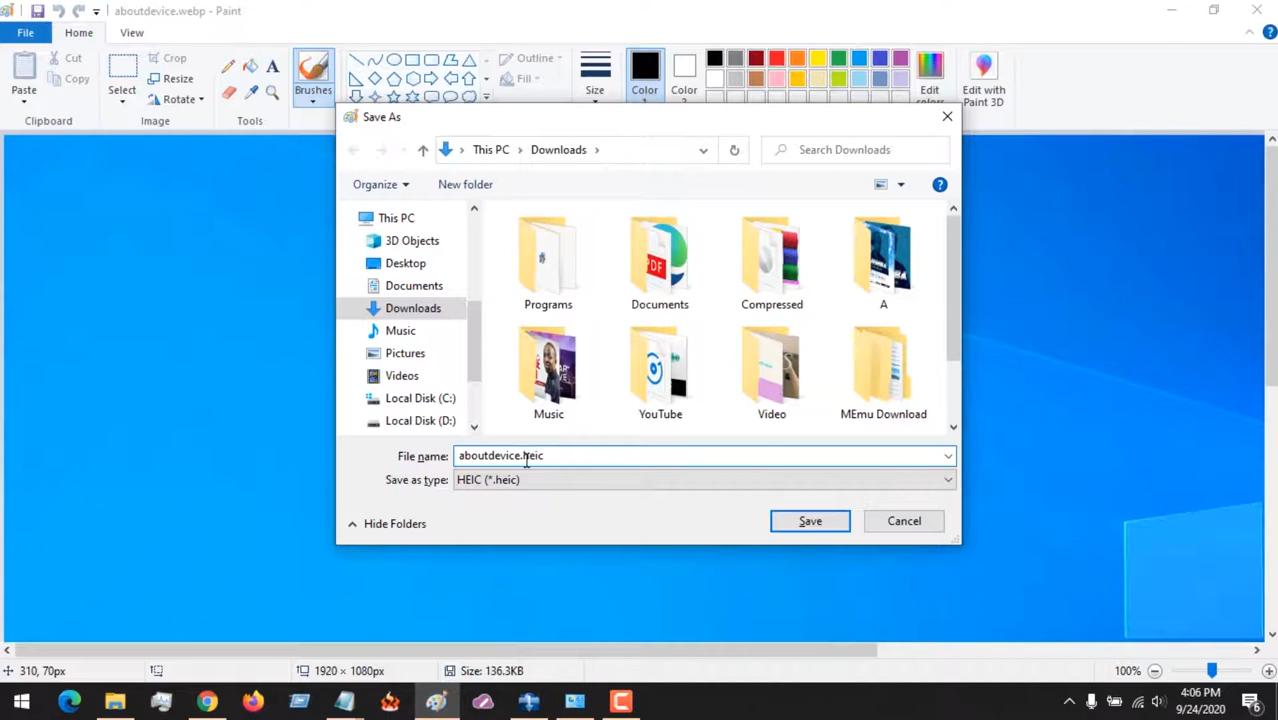 aboutdevice.webp - Paint
File Home View
Paste Cut Copy Clipboard
Select Crop Resize Rotate Image
Tools
Brushes
Outline Fill
Size
Color 1
Color
Edit colors
Edit with Paint 3D
Save As
This PC > Downloads >
Search Downloads
Organize New folder
This PC
3D Objects
Desktop
Documents
Downloads
Music
Pictures
Videos
Local Disk (C:)
Local Disk (D:)
Programs Documents Compressed A
PDF
Music YouTube Video MEmu Download
File name: aboutdevice.heic
Save as type: HEIC (*.heic)
Hide Folders Save Cancel
310, 70px 1920 × 1080px Size: 136.3KB 100%
4:06 PM
9/24/2020
6